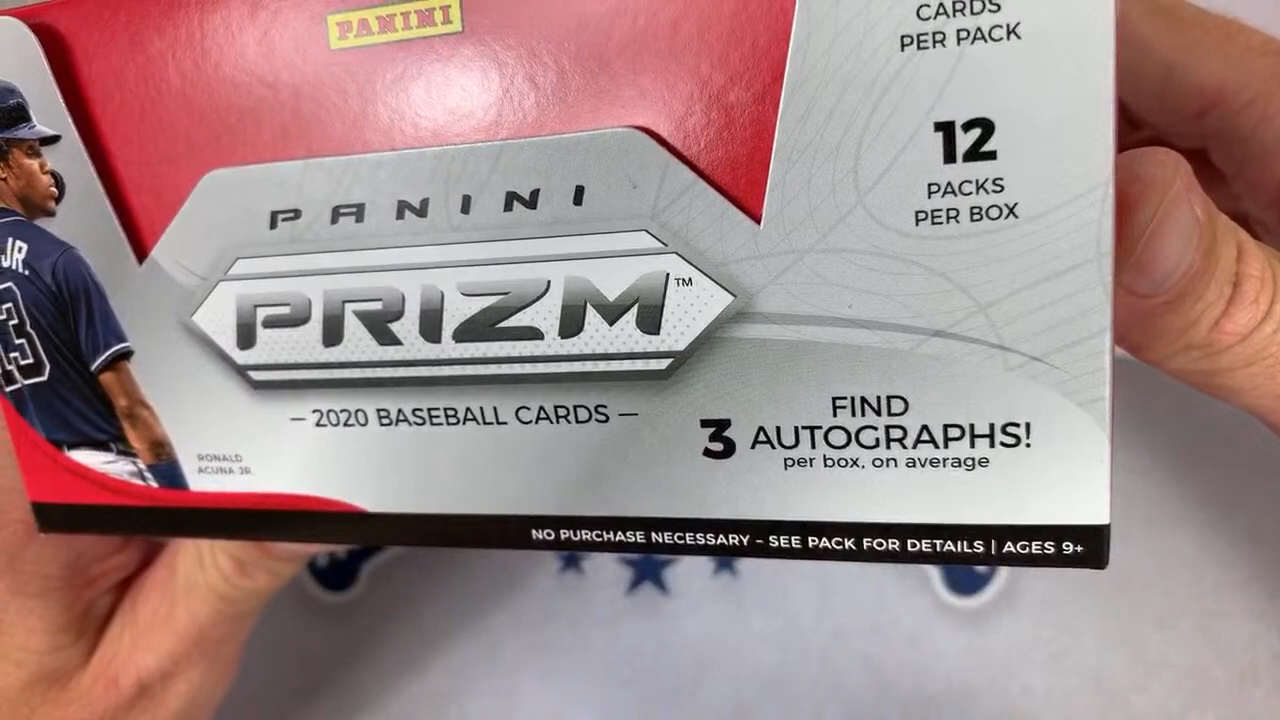 PANINI
CARDS
PER PACK
12
PACKS
PER BOX
PANINI
PRIZM™
– 2020 BASEBALL CARDS –
FIND
3 AUTOGRAPHS!
per box, on average
JR.
13
RONALD
ACUNA JR.
NO PURCHASE NECESSARY – SEE PACK FOR DETAILS | AGES 9+